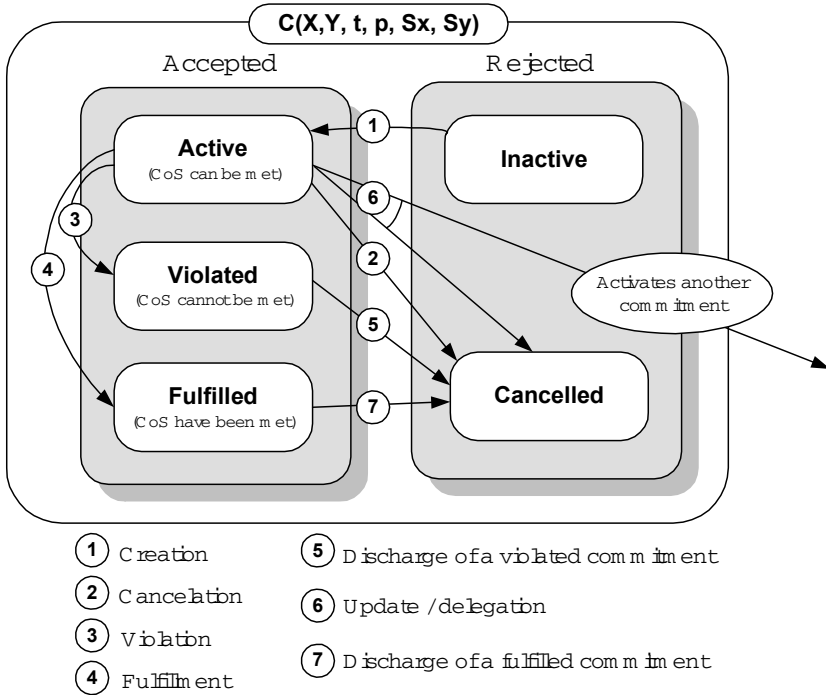 C(X,Y, t, p, Sx, Sy)
Accepted
Rejected
Active
(CoS can be met)
1
Inactive
6
3
2
4
Violated
(CoS cannot be met)
Activates another
commitment
5
Fulfilled
(CoS have been met)
7
Cancelled
1 Creation
2 Cancelation
3 Violation
4 Fulfillment
5 Discharge of a violated commitment
6 Update / delegation
7 Discharge of a fulfilled commitment